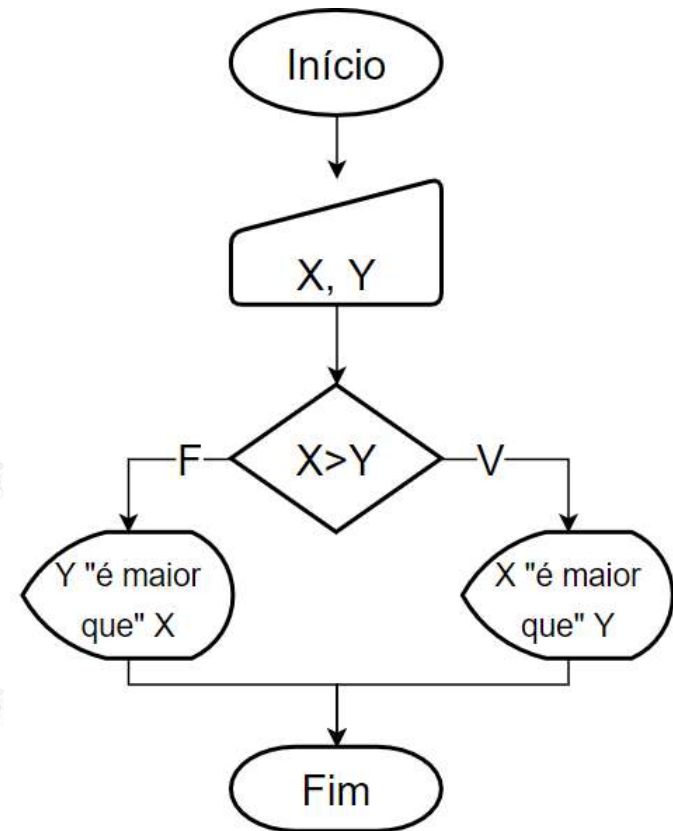 Início
X, Y
X>Y
F
V
Y "é maior
que" X
X "é maior
que" Y
Fim